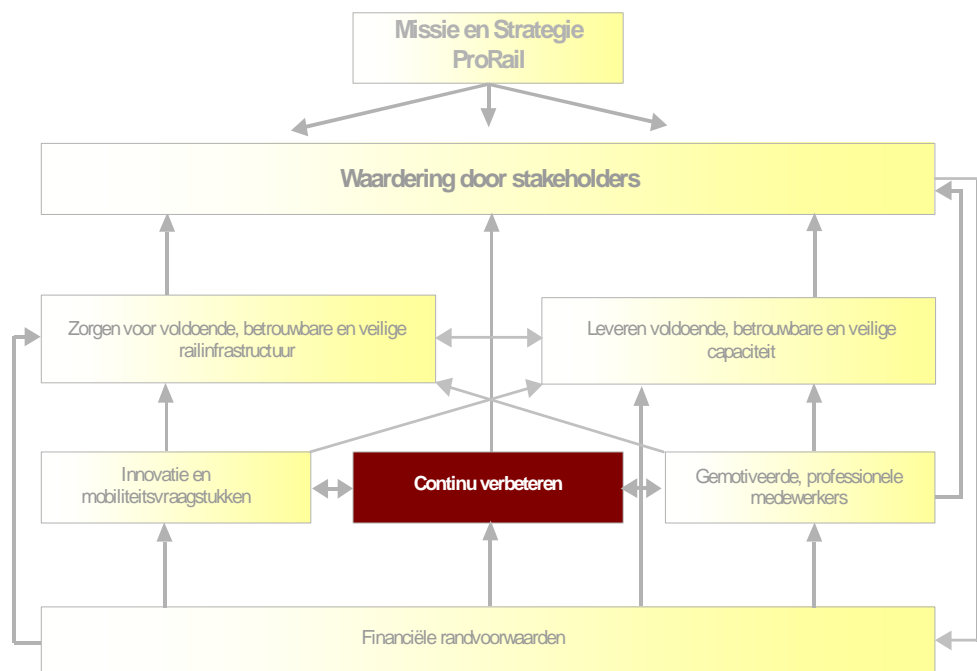 Missie en Strategie
ProRail
Waardering door stakeholders
Zorgen voor voldoende, betrouwbare en veilige
railinfrastructuur
Leveren voldoende, betrouwbare en veilige
capaciteit
Innovatie en
mobiliteitsvraagstukken
Continu verbeteren
Gemotiveerde, professionele
medewerkers
Financiële randvoorwaarden